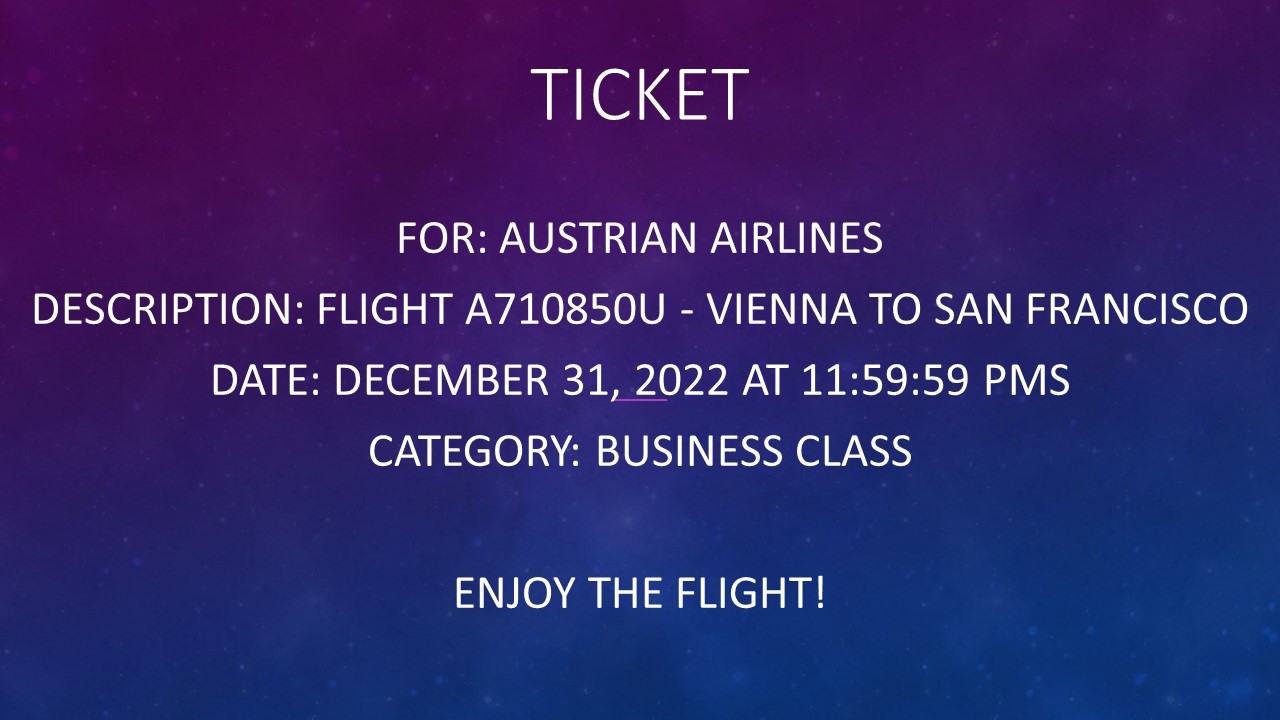 TICKET
FOR: AUSTRIAN AIRLINES
DESCRIPTION: FLIGHT A710850U - VIENNA TO SAN FRANCISCO
DATE: DECEMBER 31, 2022 AT 11:59:59 PMS
CATEGORY: BUSINESS CLASS
ENJOY THE FLIGHT!